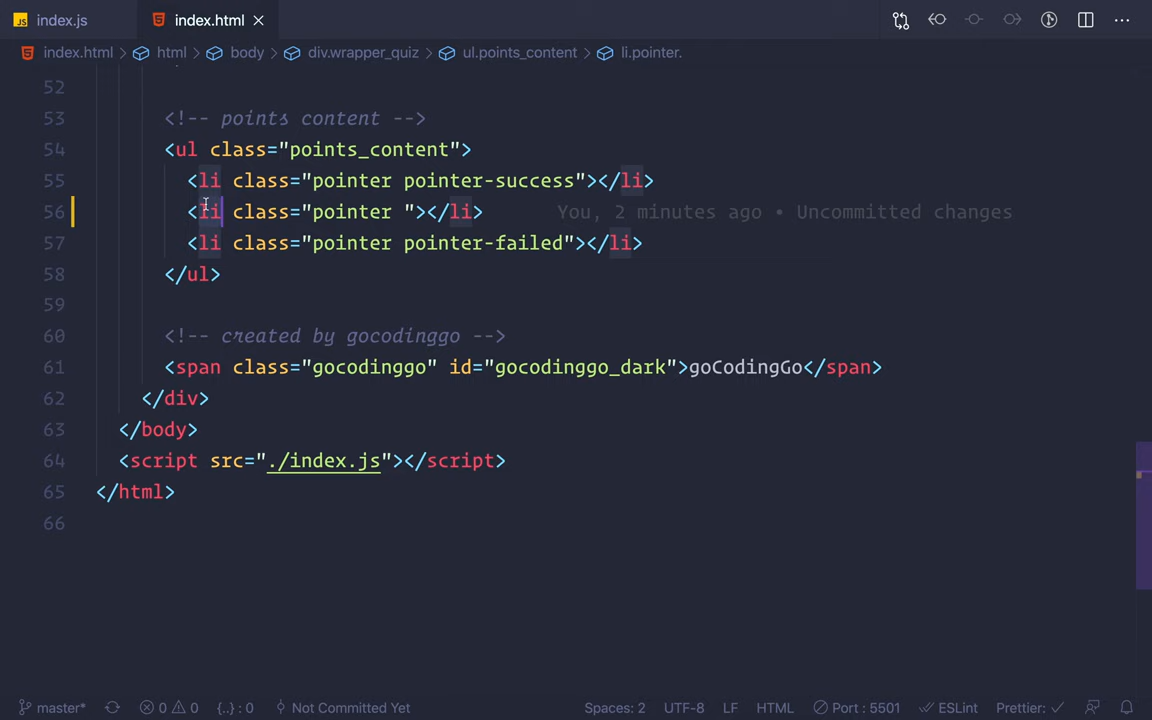 index.js index.html
index.html > html > body > div.wrapper_quiz > ul.points_content > li.pointer.
52
53 <!-- points content -->
54 <ul class="points_content">
55 <li class="pointer pointer-success"></li>
56 <li class="pointer "></li> You, 2 minutes ago • Uncommitted changes
57 <li class="pointer pointer-failed"></li>
58 </ul>
59
60 <!-- created by gocodinggo -->
61 <span class="gocodinggo" id="gocodinggo_dark">goCodingGo</span>
62 </div>
63 </body>
64 <script src="./index.js"></script>
65 </html>
66
master* 0 0 {..} : 0 Not Committed Yet Spaces: 2 UTF-8 LF HTML Port : 5501 ESLint Prettier: ✓